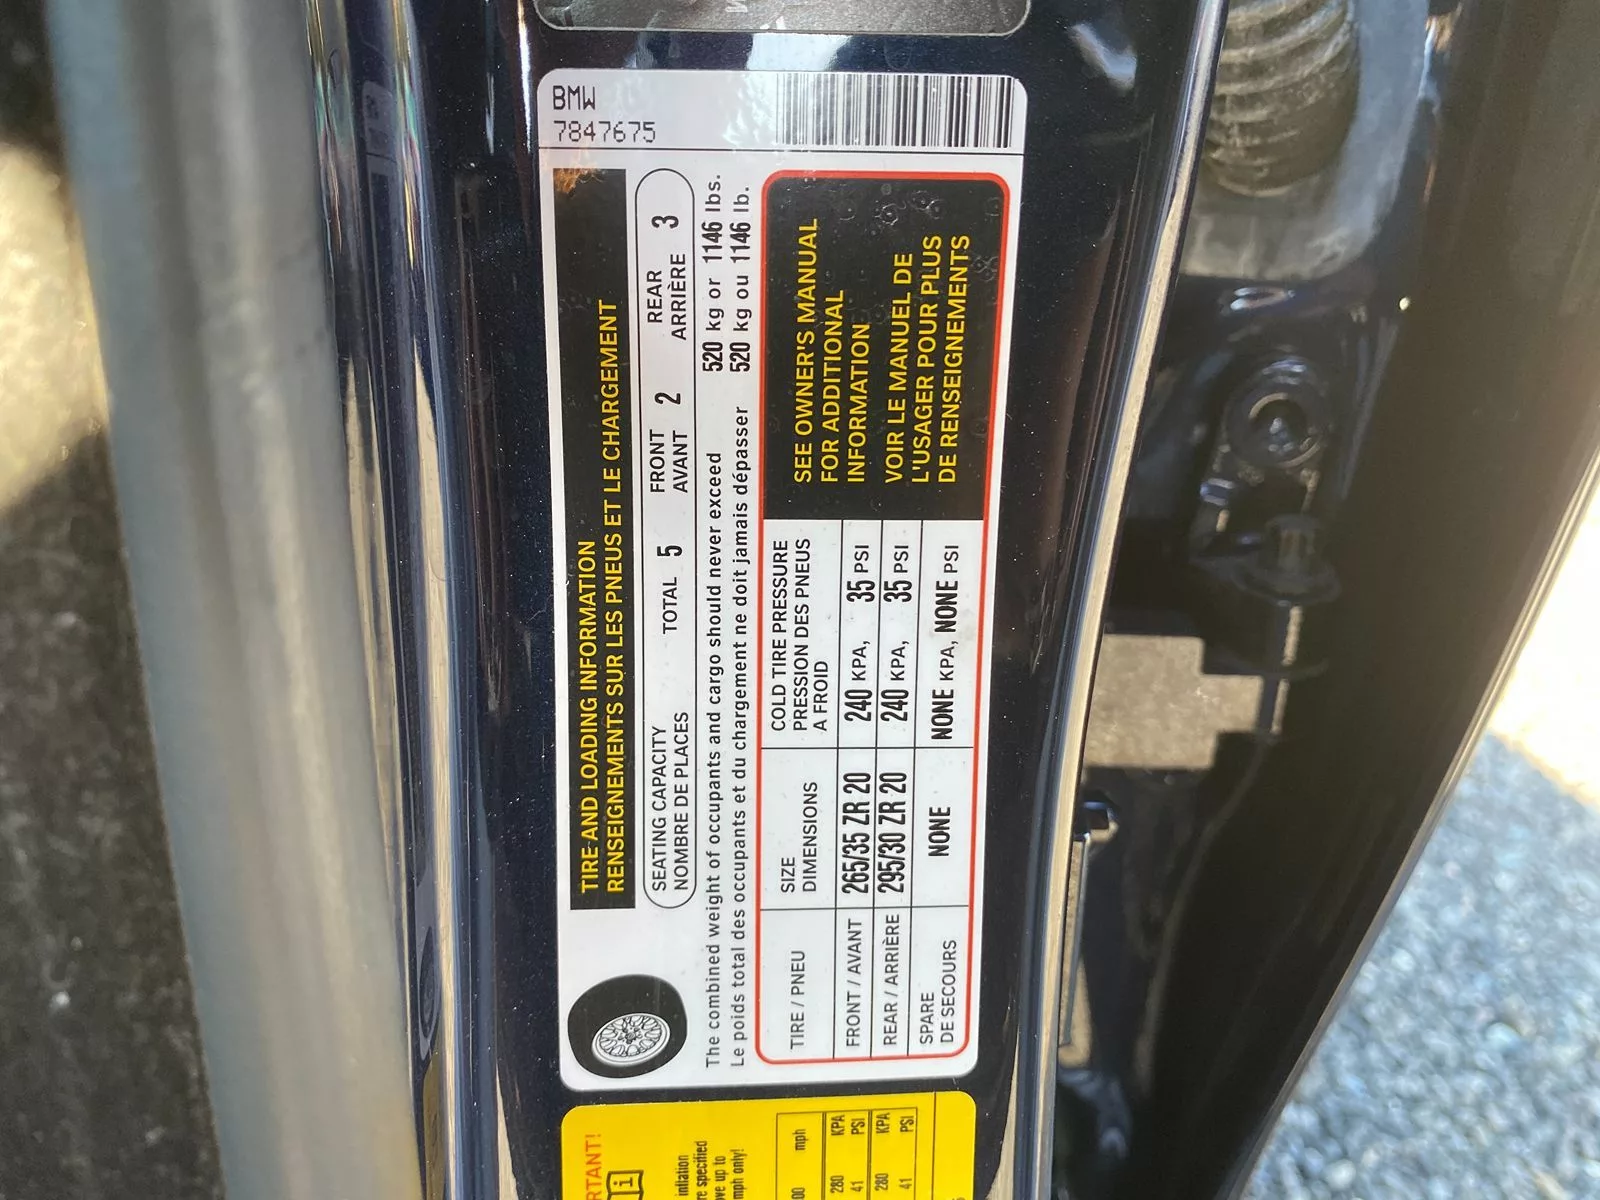 BMW
7847675
TIRE AND LOADING INFORMATION
RENSEIGNEMENTS SUR LES PNEUS ET LE CHARGEMENT
SEATING CAPACITY TOTAL 5 FRONT 2 REAR 3
NOMBRE DE PLACES AVANT ARRIÈRE
The combined weight of occupants and cargo should never exceed 520 kg or 1146 lbs.
Le poids total des occupants et du chargement ne doit jamais dépasser 520 kg ou 1146 lb.
TIRE / PNEU
SIZE
DIMENSIONS
COLD TIRE PRESSURE
PRESSION DES PNEUS
A FROID
FRONT / AVANT 265/35 ZR 20 240 KPA, 35 PSI
REAR / ARRIÈRE 295/30 ZR 20 240 KPA, 35 PSI
SPARE
DE SECOURS NONE NONE KPA, NONE PSI
SEE OWNER'S MANUAL
FOR ADDITIONAL
INFORMATION
VOIR LE MANUEL DE
L'USAGER POUR PLUS
DE RENSEIGNEMENTS
mph
280 KPA
41 PSI
280 KPA
41 PSI
specified
up to
mph only!